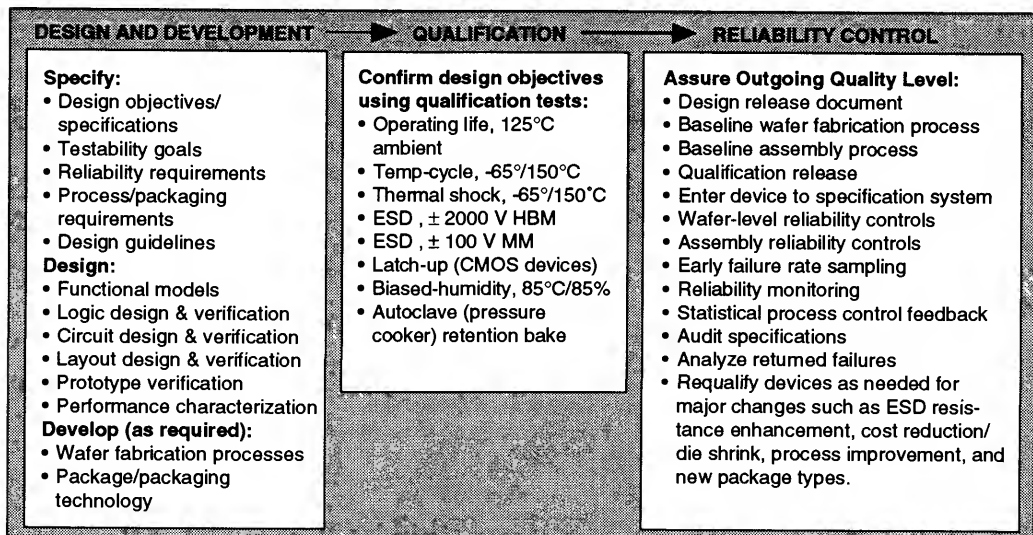 DESIGN AND DEVELOPMENT
QUALIFICATION
RELIABILITY CONTROL
Specify:
• Design objectives/
specifications
• Testability goals
• Reliability requirements
• Process/packaging
requirements
• Design guidelines
Design:
• Functional models
• Logic design & verification
• Circuit design & verification
• Layout design & verification
• Prototype verification
• Performance characterization
Develop (as required):
• Wafer fabrication processes
• Package/packaging
technology
Confirm design objectives
using qualification tests:
• Operating life, 125°C
ambient
• Temp-cycle, -65°/150°C
• Thermal shock, -65°/150°C
• ESD , ± 2000 V HBM
• ESD , ± 100 V MM
• Latch-up (CMOS devices)
• Biased-humidity, 85°C/85%
• Autoclave (pressure
cooker) retention bake
Assure Outgoing Quality Level:
• Design release document
• Baseline wafer fabrication process
• Baseline assembly process
• Qualification release
• Enter device to specification system
• Wafer-level reliability controls
• Assembly reliability controls
• Early failure rate sampling
• Reliability monitoring
• Statistical process control feedback
• Audit specifications
• Analyze returned failures
• Requalify devices as needed for
major changes such as ESD resis-
tance enhancement, cost reduction/
die shrink, process improvement, and
new package types.